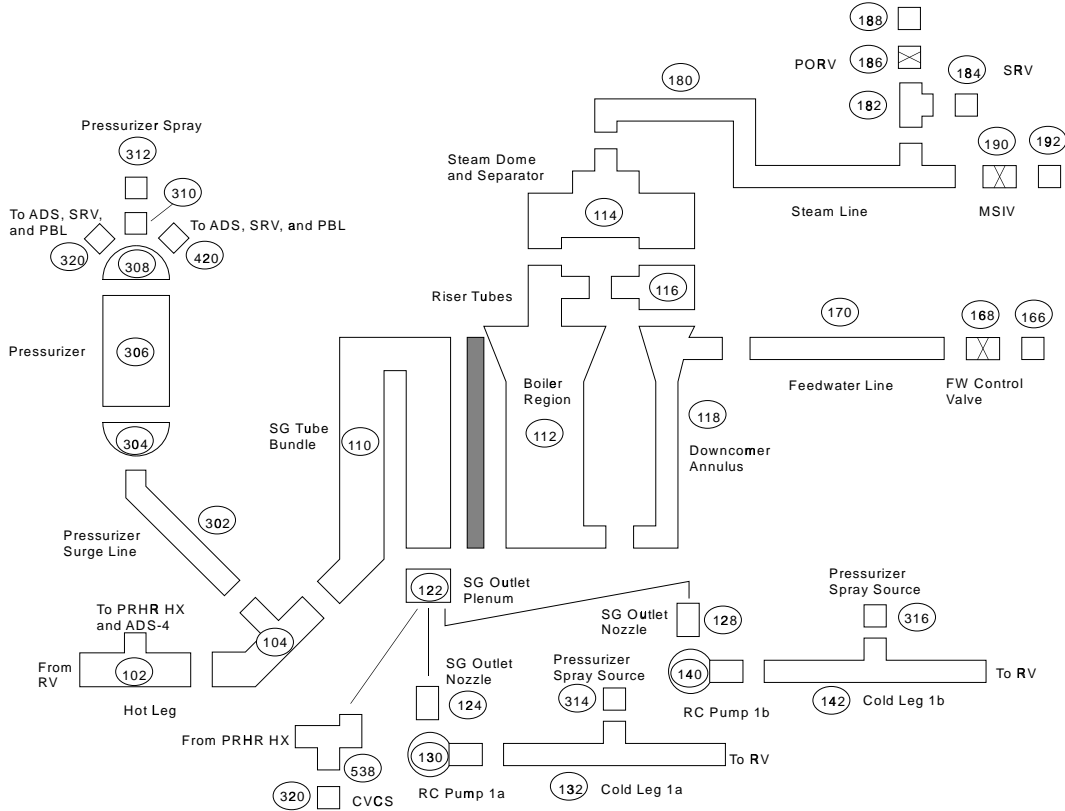 188
PORV
186
184
SRV
180
182
Pressurizer Spray
312
190
192
Steam Dome
and Separator
310
To ADS, SRV,
and PBL
To ADS, SRV, and PBL
114
Steam Line
MSIV
320
308
420
Riser Tubes
116
170
168
166
Pressurizer
306
Boiler
Region
Feedwater Line
FW Control
Valve
SG Tube
Bundle
110
112
118
Downcomer
Annulus
304
302
Pressurizer
Surge Line
122
SG Outlet
Plenum
Pressurizer
Spray Source
To PRHR HX
and ADS-4
SG Outlet
Nozzle
128
316
104
From
RV
102
SG Outlet
Nozzle
Pressurizer
Spray Source
140
To RV
Hot Leg
124
314
RC Pump 1b
142
Cold Leg 1b
From PRHR HX
130
To RV
538
320
CVCS
RC Pump 1a
132
Cold Leg 1a